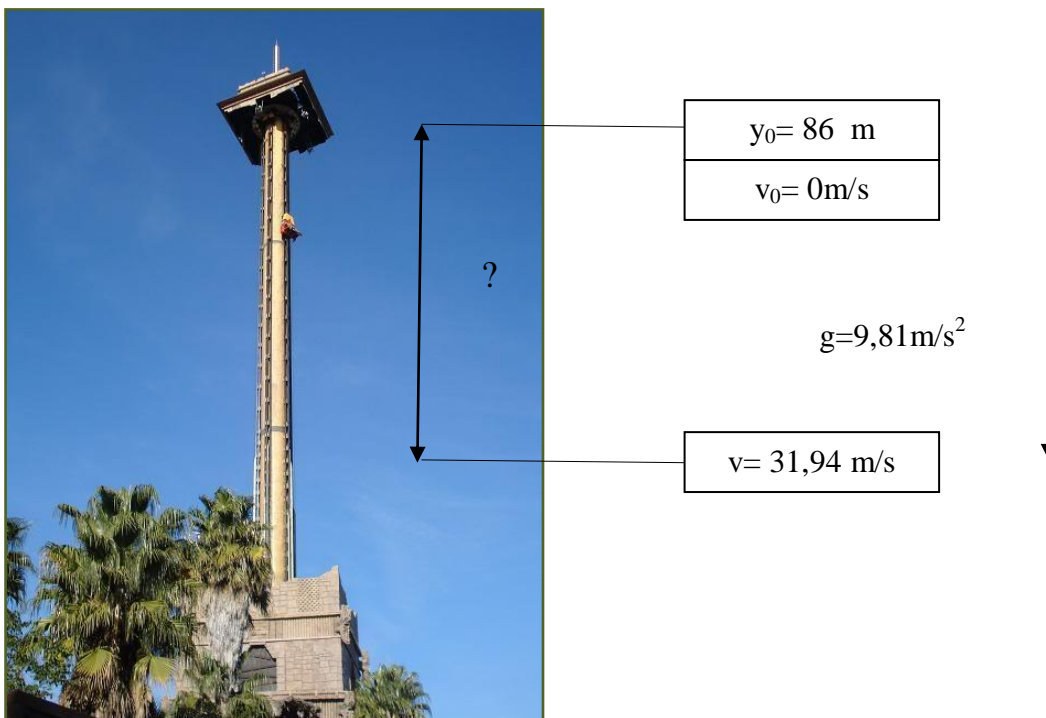 y₀= 86 m
v₀= 0m/s
?
g=9,81m/s²
v= 31,94 m/s